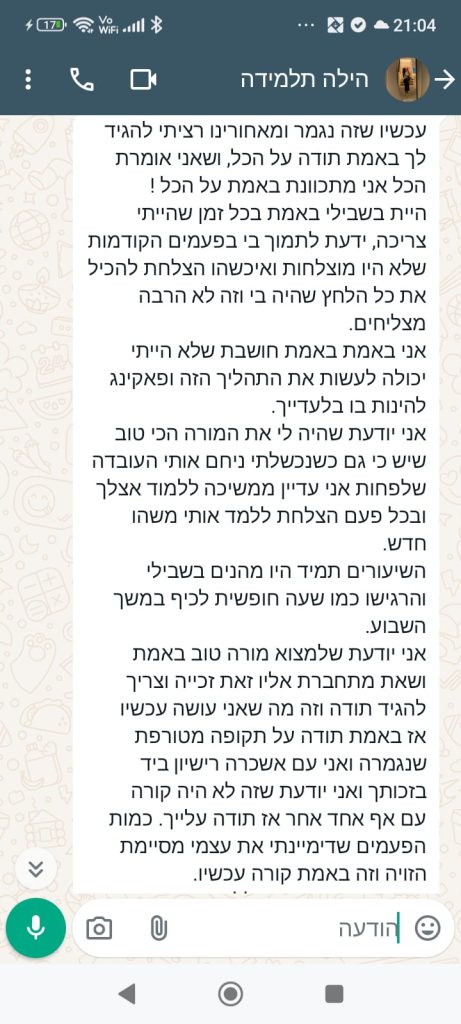 21:04
Vo
WiFi
17
הילה תלמידה
עכשיו שזה נגמר ומאחורינו רציתי להגיד
לך באמת תודה על הכל, ושאני אומרת
הכל אני מתכוונת באמת על הכל !
היית בשבילי באמת בכל זמן שהייתי
צריכה, ידעת לתמוך בי בפעמים הקודמות
שלא היו מוצלחות ואיכשהו הצלחת להכיל
את כל הלחץ שהיה בי וזה לא הרבה
מצליחים.
אני באמת באמת חושבת שלא הייתי
יכולה לעשות את התהליך הזה ופאקינג
להינות בו בלעדייך.
אני יודעת שהיה לי את המורה הכי טוב
שיש כי גם כשנכשלתי ניחם אותי העובדה
שלפחות אני עדיין ממשיכה ללמוד אצלך
ובכל פעם הצלחת ללמד אותי משהו
חדש.
השיעורים תמיד היו מהנים בשבילי
והרגישו כמו שעה חופשית לכיף במשך
השבוע.
אני יודעת שלמצוא מורה טוב באמת
ושאת מתחברת אליו זאת זכייה וצריך
להגיד תודה וזה מה שאני עושה עכשיו
אז באמת תודה על תקופה מטורפת
שנגמרה ואני עם אשכרה רישיון ביד
בזכותך ואני יודעת שזה לא היה קורה
עם אף אחד אחר אז תודה עלייך. כמות
הפעמים שדימיינתי את עצמי מסיימת
הזויה וזה באמת קורה עכשיו.
הודעה